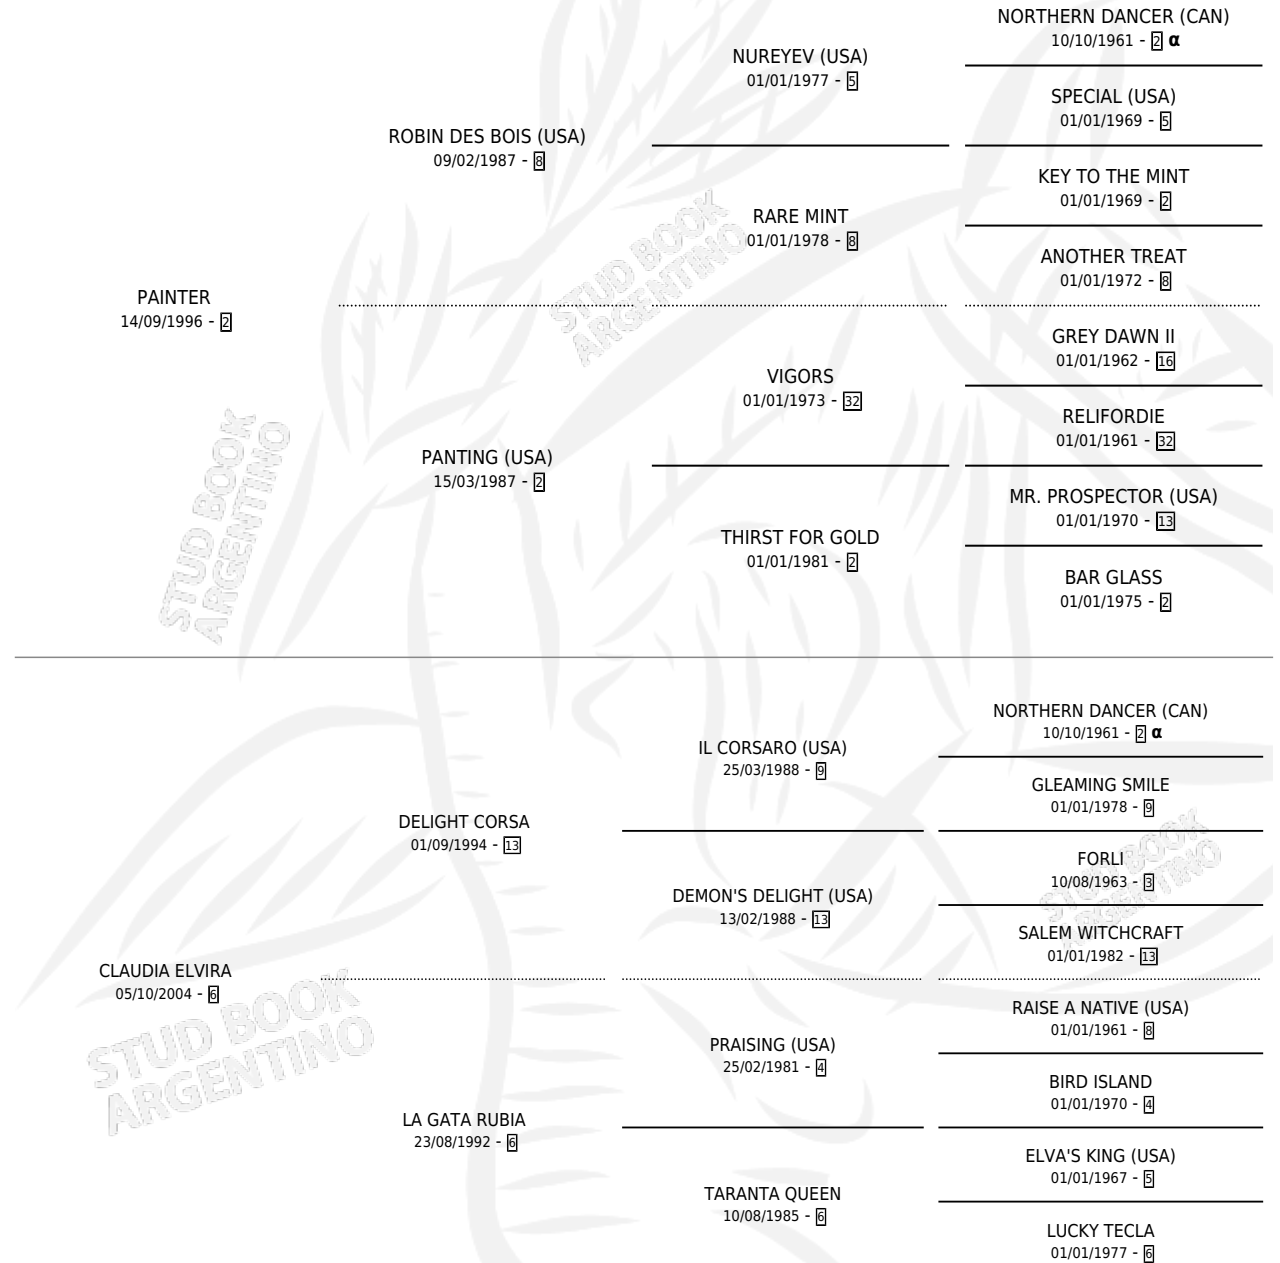 NORTHERN DANCER (CAN)
10/10/1961 - 2 α
NUREYEV (USA)
01/01/1977 - 5
SPECIAL (USA)
01/01/1969 - 5
ROBIN DES BOIS (USA)
09/02/1987 - 8
KEY TO THE MINT
01/01/1969 - 2
RARE MINT
01/01/1978 - 8
ANOTHER TREAT
01/01/1972 - 8
PAINTER
14/09/1996 - 2
GREY DAWN II
01/01/1962 - 16
VIGORS
01/01/1973 - 32
RELIFORDIE
01/01/1961 - 32
PANTING (USA)
15/03/1987 - 2
MR. PROSPECTOR (USA)
01/01/1970 - 13
THIRST FOR GOLD
01/01/1981 - 2
BAR GLASS
01/01/1975 - 2
STUD BOOK
ARGENTINO
STUD BOOK
ARGENTINO
NORTHERN DANCER (CAN)
10/10/1961 - 2 α
IL CORSARO (USA)
25/03/1988 - 9
GLEAMING SMILE
01/01/1978 - 9
DELIGHT CORSA
01/09/1994 - 13
FORLI
10/08/1963 - 3
DEMON'S DELIGHT (USA)
13/02/1988 - 13
SALEM WITCHCRAFT
01/01/1982 - 13
CLAUDIA ELVIRA
05/10/2004 - 6
RAISE A NATIVE (USA)
01/01/1961 - 8
PRAISING (USA)
25/02/1981 - 4
BIRD ISLAND
01/01/1970 - 4
LA GATA RUBIA
23/08/1992 - 6
ELVA'S KING (USA)
01/01/1967 - 5
TARANTA QUEEN
10/08/1985 - 6
LUCKY TECLA
01/01/1977 - 6
STUD BOOK
ARGENTINO
STUD BOOK
ARGENTINO